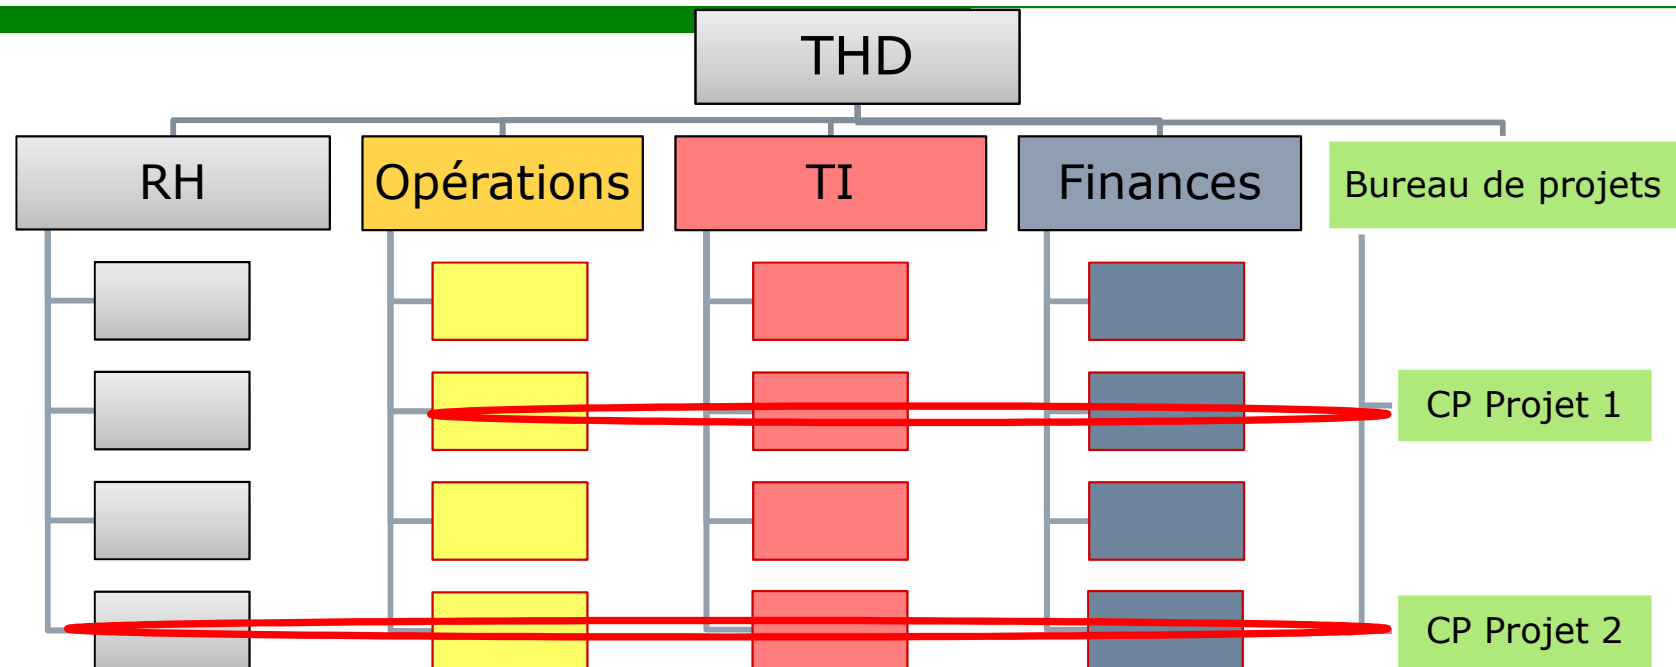 THD
RH
Opérations
TI
Finances
Bureau de projets
CP Projet 1
CP Projet 2